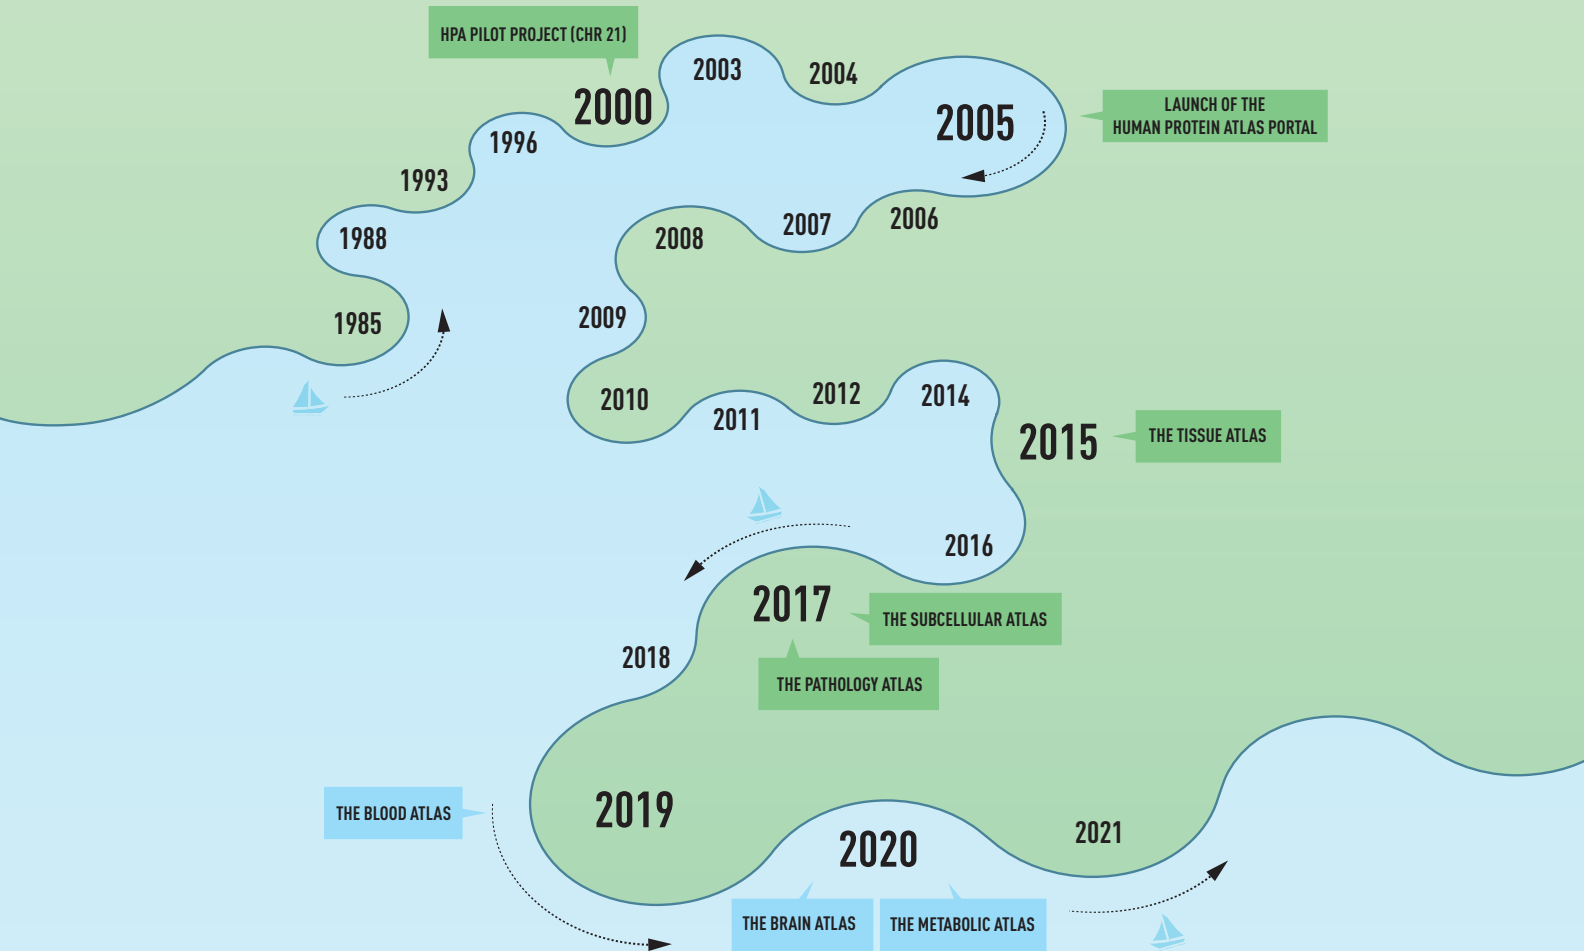 HPA PILOT PROJECT (CHR 21)
2000
2003
2004
2005
LAUNCH OF THE
HUMAN PROTEIN ATLAS PORTAL
1996
1993
1988
1985
2006
2007
2008
2009
2010
2011
2012
2014
2015
THE TISSUE ATLAS
2016
2017
THE SUBCELLULAR ATLAS
THE PATHOLOGY ATLAS
2018
2019
THE BLOOD ATLAS
2020
THE BRAIN ATLAS
THE METABOLIC ATLAS
2021